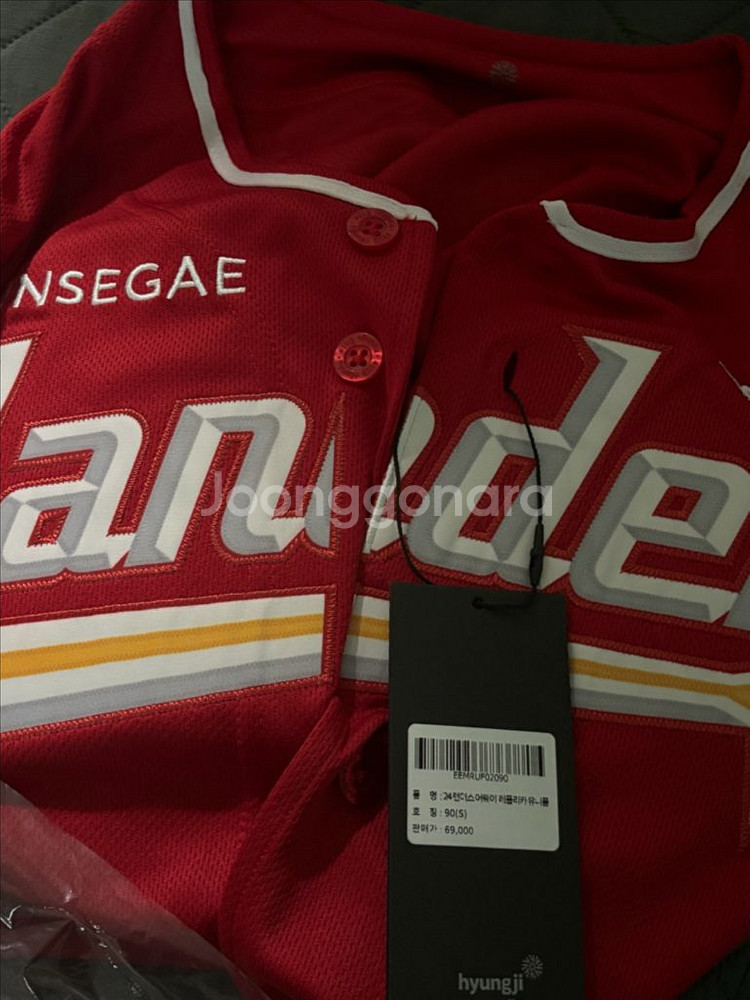 NSEGAE
Lande
Joonggonara
EEMRUF02090
품 명 : 24랜더스어웨이 레플리카유니폼
호 칭 : 90(S)
판매가 : 69,000
hyungji